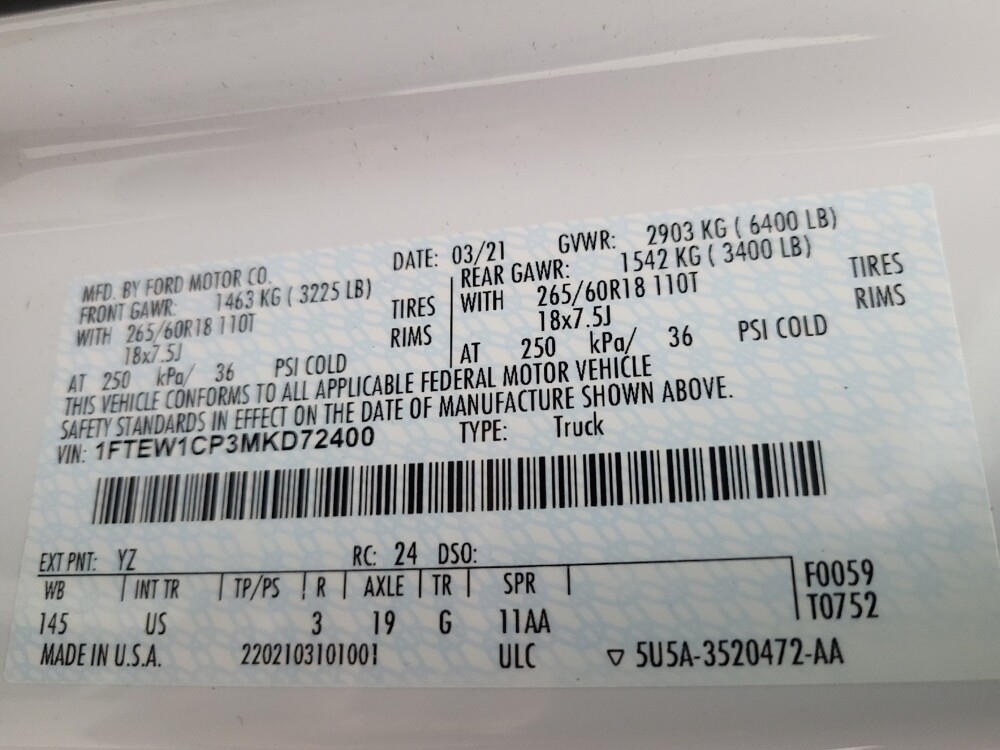 MFD. BY FORD MOTOR CO.
DATE: 03/21 GVWR: 2903 KG ( 6400 LB)
FRONT GAWR: 1463 KG ( 3225 LB)
WITH 265/60R18 110T TIRES
18x7.5J RIMS
AT 250 kPa/ 36 PSI COLD
REAR GAWR: 1542 KG ( 3400 LB)
WITH 265/60R18 110T TIRES
18x7.5J RIMS
AT 250 kPa/ 36 PSI COLD
THIS VEHICLE CONFORMS TO ALL APPLICABLE FEDERAL MOTOR VEHICLE
SAFETY STANDARDS IN EFFECT ON THE DATE OF MANUFACTURE SHOWN ABOVE.
VIN: 1FTEW1CP3MKD72400 TYPE: Truck
EXT PNT: YZ RC: 24 DSO:
WB INT TR TP/PS R AXLE TR SPR F0059
145 US 3 19 G 11AA T0752
MADE IN U.S.A. 2202103101001 ULC ▽ 5U5A-3520472-AA